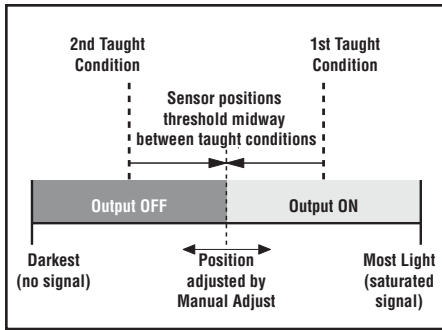 2nd Taught
Condition
1st Taught
Condition
Sensor positions
threshold midway
between taught conditions
Output OFF
Output ON
Darkest
(no signal)
Position
adjusted by
Manual Adjust
Most Light
(saturated
signal)